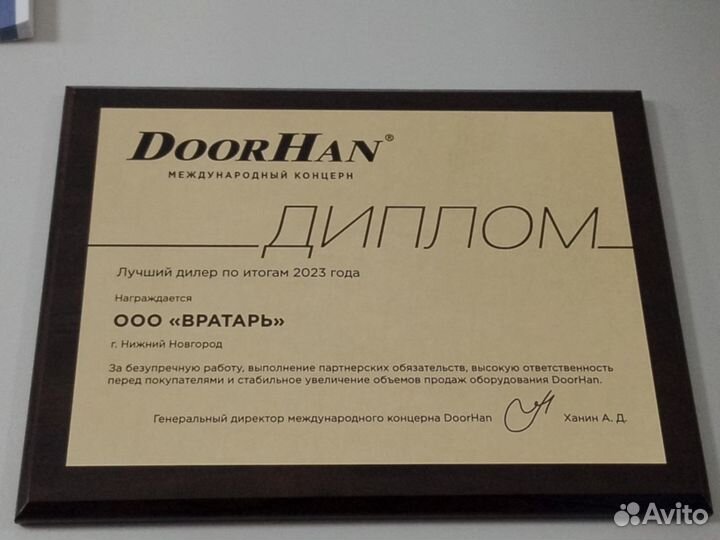 DOORHAN®
МЕЖДУНАРОДНЫЙ КОНЦЕРН
ДИПЛОМ
Лучший дилер по итогам 2023 года
Награждается
ООО «ВРАТАРЬ»
г. Нижний Новгород
За безупречную работу, выполнение партнерских обязательств, высокую ответственность
перед покупателями и стабильное увеличение объемов продаж оборудования DoorHan.
Генеральный директор международного концерна DoorHan Ханин А. Д.
Avito